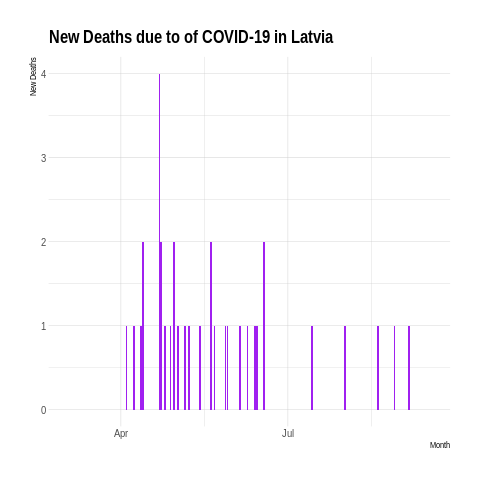 New Deaths due to of COVID-19 in Latvia
New Deaths
4
3
2
1
0
Apr
Jul
Month